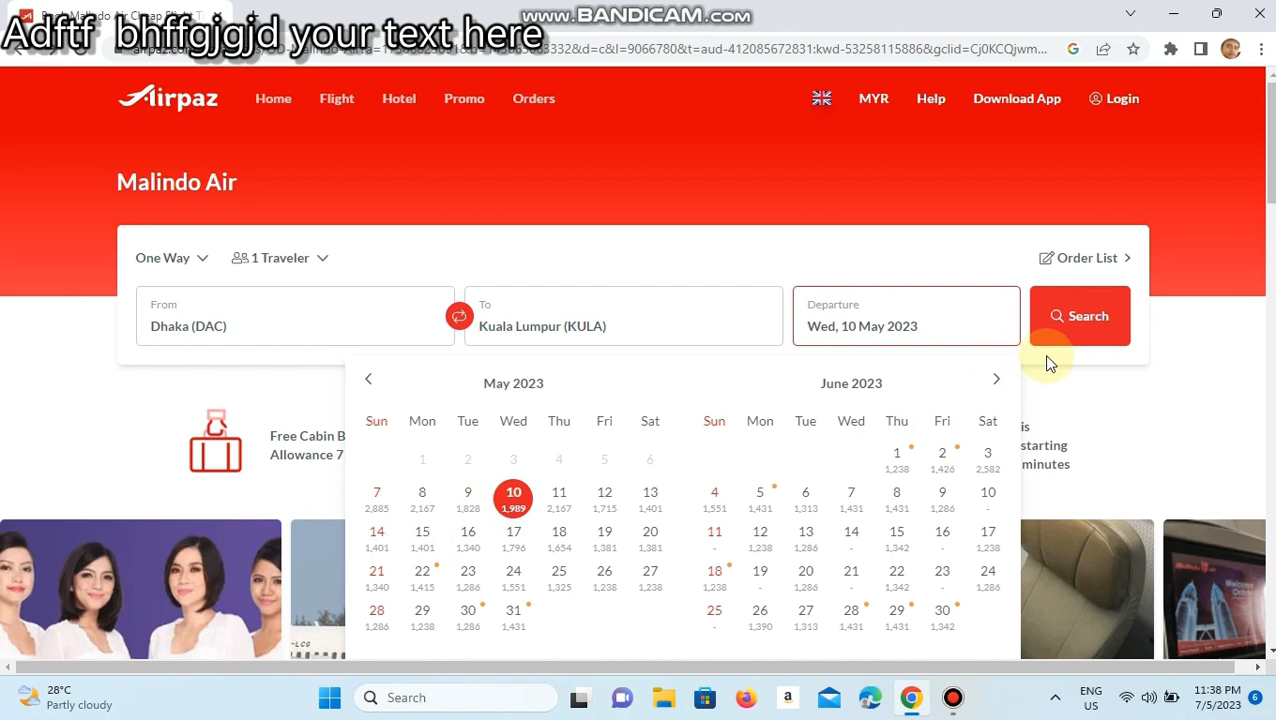 www.BANDICAM.com
Adftf bhffgjgjd your text here
Airpaz
Home Flight Hotel Promo Orders
MYR Help Download App Login
Malindo Air
One Way 1 Traveler Order List
From
Dhaka (DAC)
To
Kuala Lumpur (KULA)
Departure
Wed, 10 May 2023
Search
May 2023
Sun Mon Tue Wed Thu Fri Sat
1 2 3 4 5 6
7 8 9 10 11 12 13
2,885 2,167 1,828 1,989 2,167 1,715 1,401
14 15 16 17 18 19 20
1,401 1,401 1,340 1,796 1,654 1,381 1,381
21 22 23 24 25 26 27
1,340 1,415 1,286 1,551 1,325 1,238 1,238
28 29 30 31
1,286 1,238 1,286 1,431
June 2023
Sun Mon Tue Wed Thu Fri Sat
1 2 3
1,238 1,426 2,582
4 5 6 7 8 9 10
1,551 1,431 1,313 1,431 1,431 1,286 -
11 12 13 14 15 16 17
- 1,238 1,286 - 1,342 - 1,238
18 19 20 21 22 23 24
1,238 - 1,286 - 1,342 - 1,286
25 26 27 28 29 30
- 1,390 1,313 1,431 1,431 1,342
Free Cabin B
Allowance 7
is
starting
minutes
28°C
Partly cloudy
Search
ENG
US
11:38 PM
7/5/2023
6